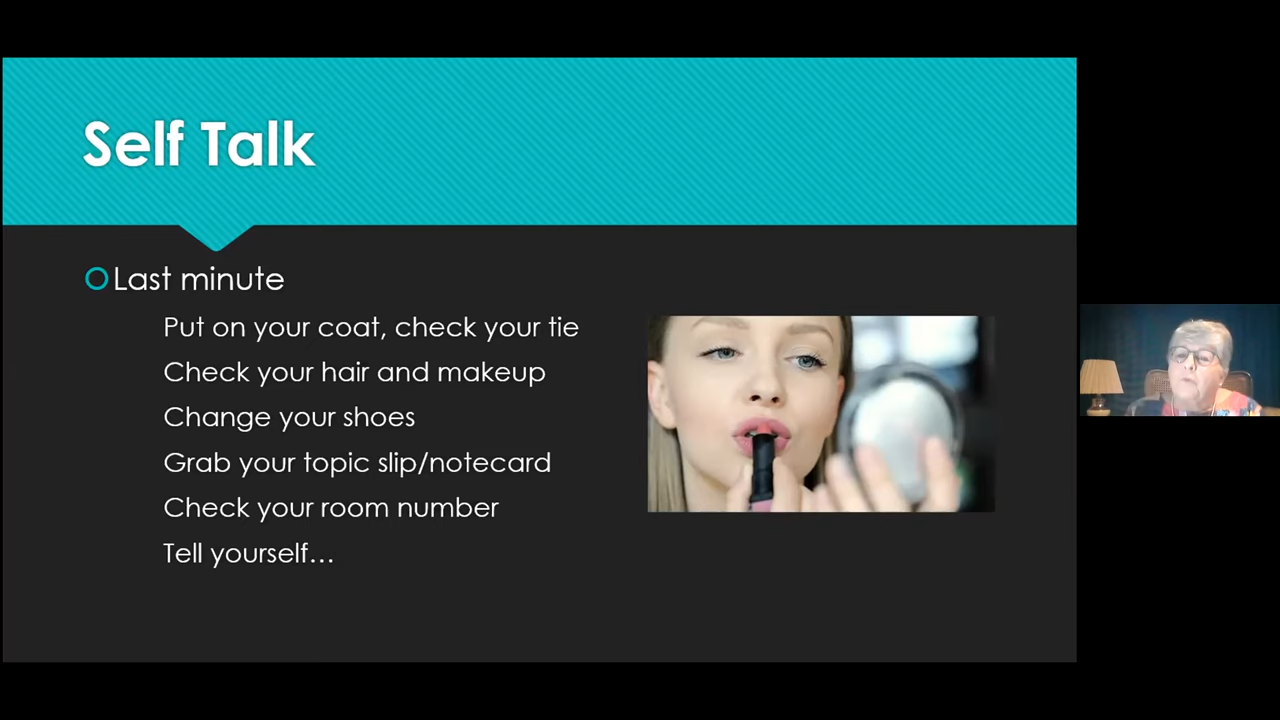 Self Talk
Last minute
Put on your coat, check your tie
Check your hair and makeup
Change your shoes
Grab your topic slip/notecard
Check your room number
Tell yourself…